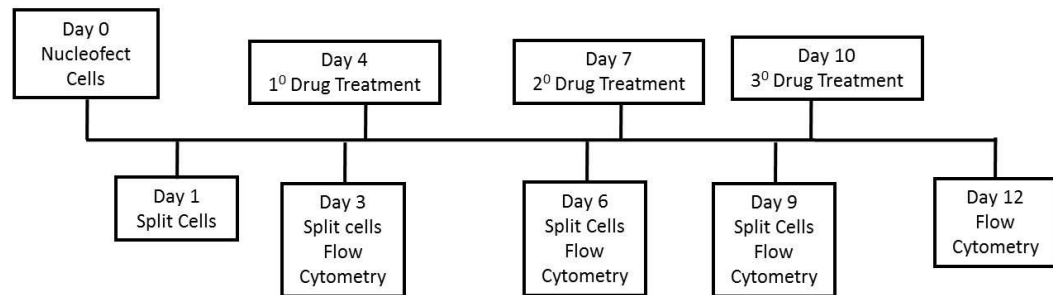 Day 0
Nucleofect
Cells
Day 4
1⁰ Drug Treatment
Day 7
2⁰ Drug Treatment
Day 10
3⁰ Drug Treatment
Day 1
Split Cells
Day 3
Split cells
Flow
Cytometry
Day 6
Split Cells
Flow
Cytometry
Day 9
Split Cells
Flow
Cytometry
Day 12
Flow
Cytometry